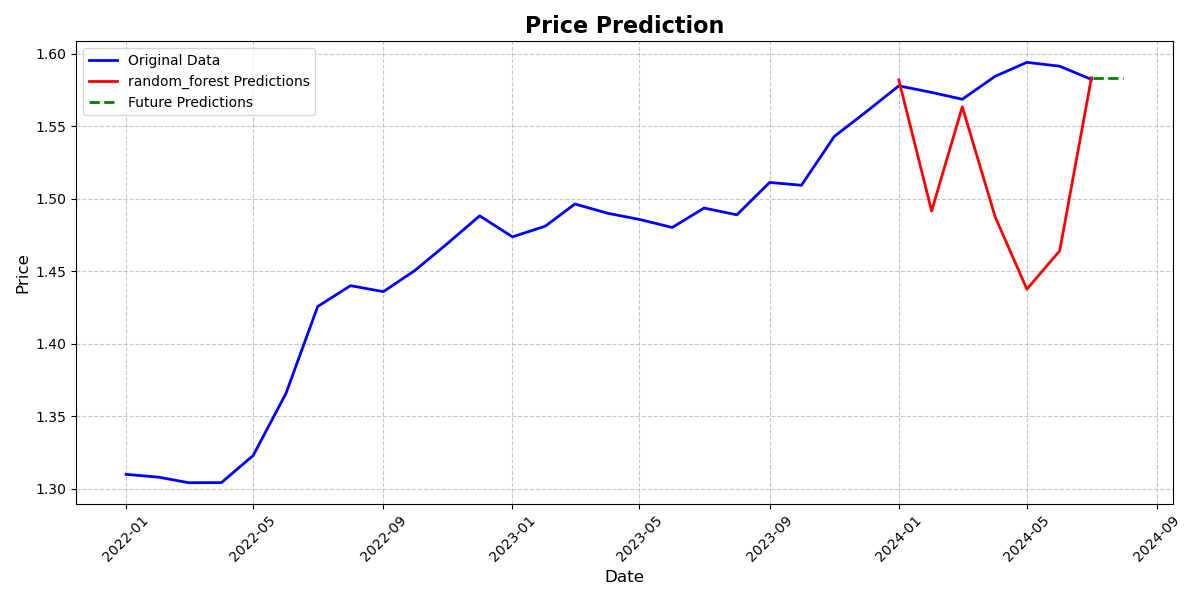 Price Prediction
Original Data
random_forest Predictions
Future Predictions
Price
1.60
1.55
1.50
1.45
1.40
1.35
1.30
2022-01
2022-05
2022-09
2023-01
2023-05
2023-09
2024-01
2024-05
2024-09
Date